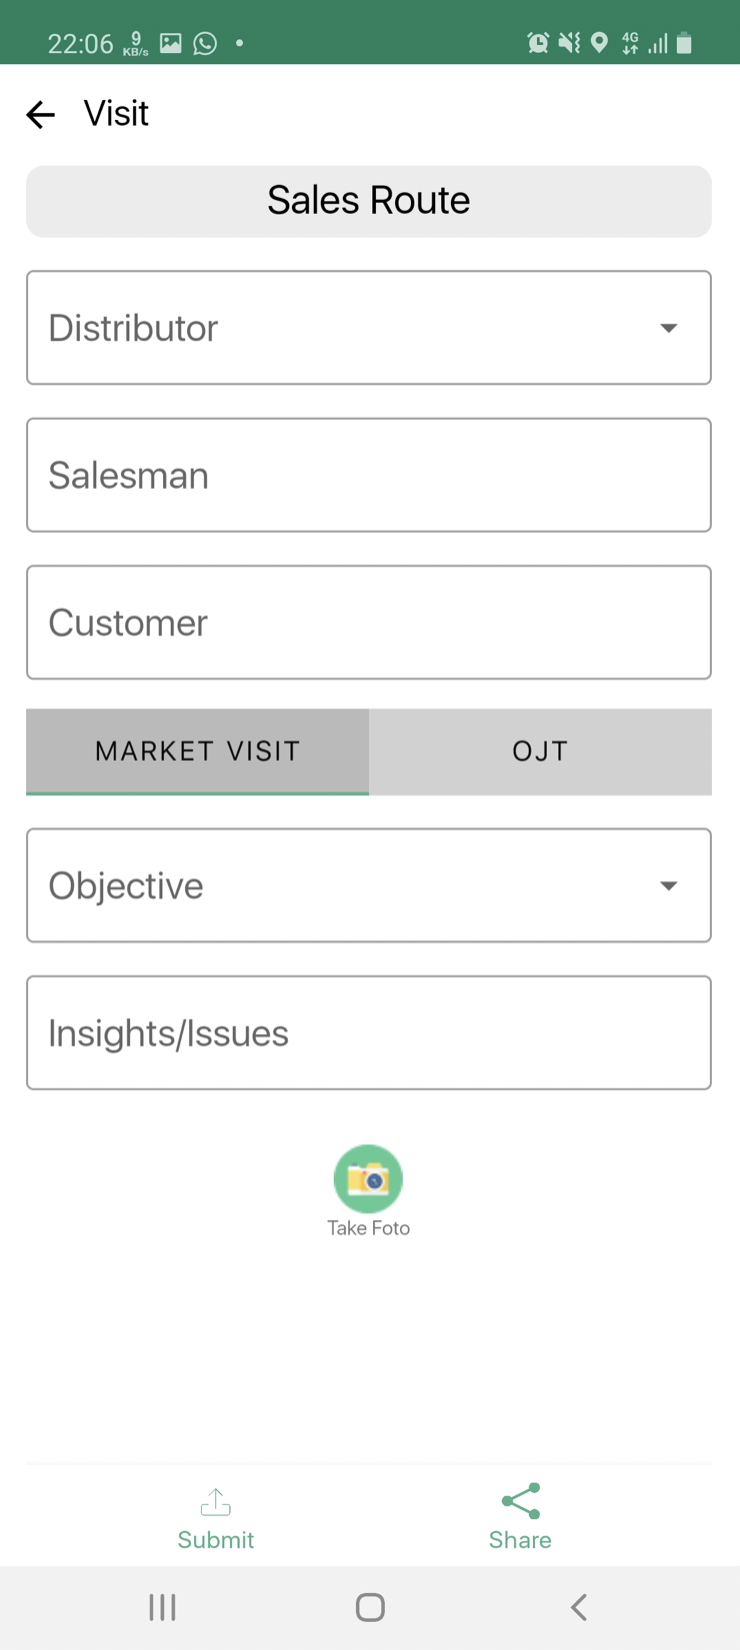 22:06 9 KB/s 4G
Visit
Sales Route
Distributor
Salesman
Customer
MARKET VISIT OJT
Objective
Insights/Issues
Take Foto
Submit Share